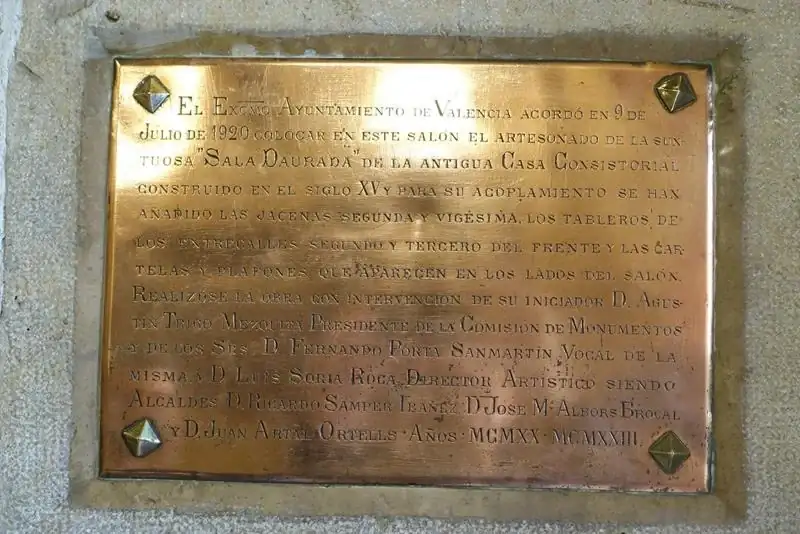 El Excmo Ayuntamiento de Valencia acordó en 9 de
Julio de 1920 colocar en este salón el artesonado de la sun-
tuosa "Sala Daurada" de la antigua Casa Consistorial
construido en el siglo XV y para su acoplamiento se han
añadido las jacenas segunda y vigésima, los tableros de
los entrecalles segundo y tercero del frente y las car-
telas y plafones que aparecen en los lados del salón.
Realizóse la obra con intervención de su iniciador D. Agus-
tín Trigo Mezquita Presidente de la Comisión de Monumentos
y de los Srs. D. Fernando Porta Sanmartín Vocal de la
misma y D. Luis Soria Roca Director Artístico siendo
Alcaldes D. Ricardo Samper Ibáñez D. José Mª Albors Brocal
y D. Juan Artal Ortells · Años · MCMXX · MCMXXIII.